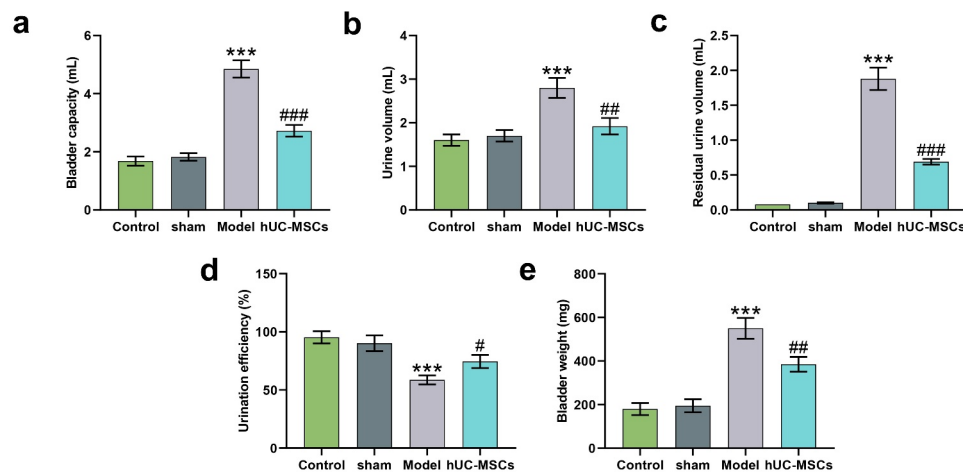 a
Bladder capacity (mL)
6
4
2
0
***
###
Control sham Model hUC-MSCs
b
Urine volume (mL)
4
3
2
1
0
***
##
Control sham Model hUC-MSCs
c
Residual urine volume (mL)
2.5
2.0
1.5
1.0
0.5
0.0
***
###
Control sham Model hUC-MSCs
d
Urination efficiency (%)
150
100
50
0
***
#
Control sham Model hUC-MSCs
e
Bladder weight (mg)
800
600
400
200
0
***
##
Control sham Model hUC-MSCs